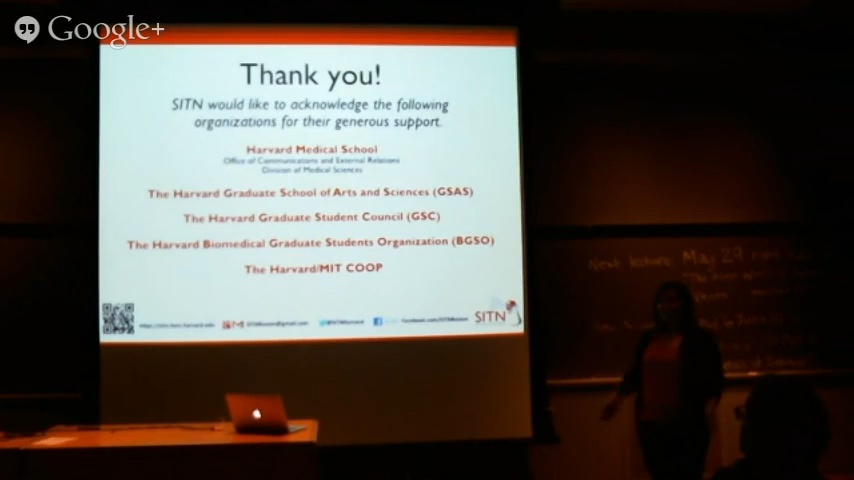 Google+
Thank you!
SITN would like to acknowledge the following
organizations for their generous support.
Harvard Medical School
Office of Communications and External Relations
Division of Medical Sciences
The Harvard Graduate School of Arts and Sciences (GSAS)
The Harvard Graduate Student Council (GSC)
The Harvard Biomedical Graduate Students Organization (BGSO)
The Harvard/MIT COOP
SITN
Next lecture May 29